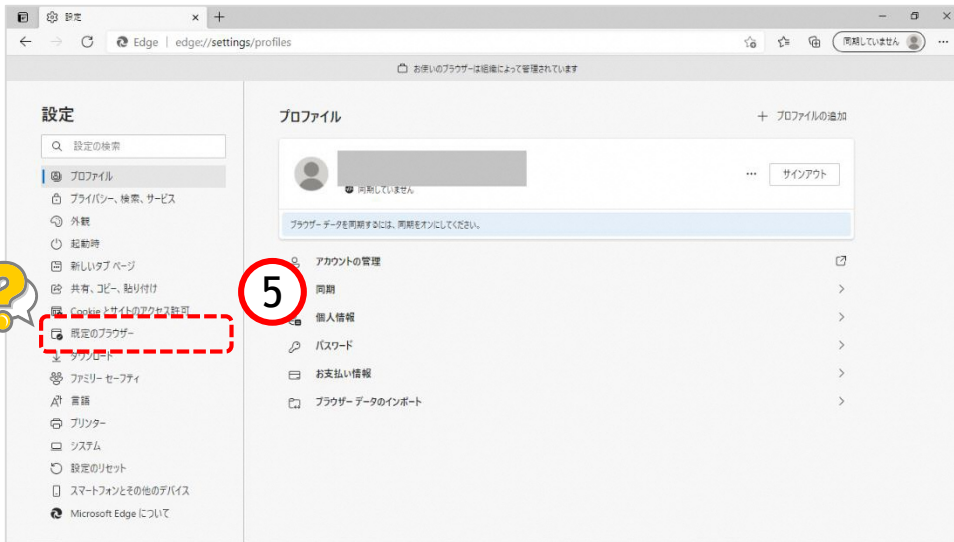 設定
Edge | edge://settings/profiles
同期していません
お使いのブラウザーは組織によって管理されています
設定
設定の検索
プロファイル
プライバシー、検索、サービス
外観
起動時
新しいタブ ページ
共有、コピー、貼り付け
Cookie とサイトのアクセス許可
既定のブラウザー
ダウンロード
ファミリー セーフティ
言語
プリンター
システム
設定のリセット
スマートフォンとその他のデバイス
Microsoft Edge について
?
5
プロファイル
プロファイルの追加
同期していません
サインアウト
ブラウザー データを同期するには、同期をオンにしてください。
アカウントの管理
同期
個人情報
パスワード
お支払い情報
ブラウザー データのインポート